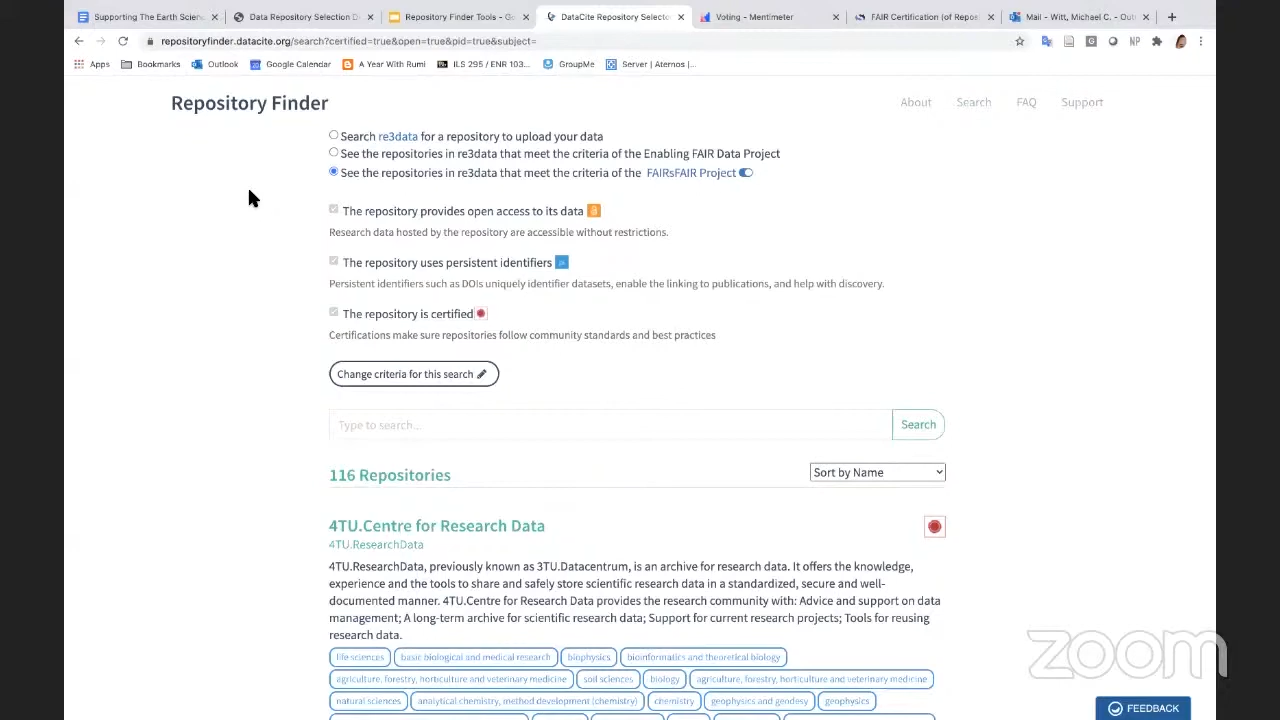 Supporting The Earth Scienc
Data Repository Selection D
Repository Finder Tools - Go
DataCite Repository Selecto
Voting - Mentimeter
FAIR Certification (of Repos
Mail - Witt, Michael C. - Outl
repositoryfinder.datacite.org/search?certified=true&open=true&pid=true&subject=
NP
Apps
Bookmarks
Outlook
Google Calendar
A Year With Rumi
ILS 295 / ENR 103...
GroupMe
Server | Aternos |...
Repository Finder
About
Search
FAQ
Support
Search re3data for a repository to upload your data
See the repositories in re3data that meet the criteria of the Enabling FAIR Data Project
See the repositories in re3data that meet the criteria of the FAIRsFAIR Project
The repository provides open access to its data
Research data hosted by the repository are accessible without restrictions.
The repository uses persistent identifiers
Persistent identifiers such as DOIs uniquely identifier datasets, enable the linking to publications, and help with discovery.
The repository is certified
Certifications make sure repositories follow community standards and best practices
Change criteria for this search
Type to search...
Search
116 Repositories
Sort by Name
4TU.Centre for Research Data
4TU.ResearchData
4TU.ResearchData, previously known as 3TU.Datacentrum, is an archive for research data. It offers the knowledge,
experience and the tools to share and safely store scientific research data in a standardized, secure and well-
documented manner. 4TU.Centre for Research Data provides the research community with: Advice and support on data
management; A long-term archive for scientific research data; Support for current research projects; Tools for reusing
research data.
life sciences
basic biological and medical research
biophysics
bioinformatics and theoretical biology
agriculture, forestry, horticulture and veterinary medicine
soil sciences
biology
agriculture, forestry, horticulture and veterinary medicine
natural sciences
analytical chemistry, method development (chemistry)
chemistry
geophysics and geodesy
geophysics
zoom
FEEDBACK